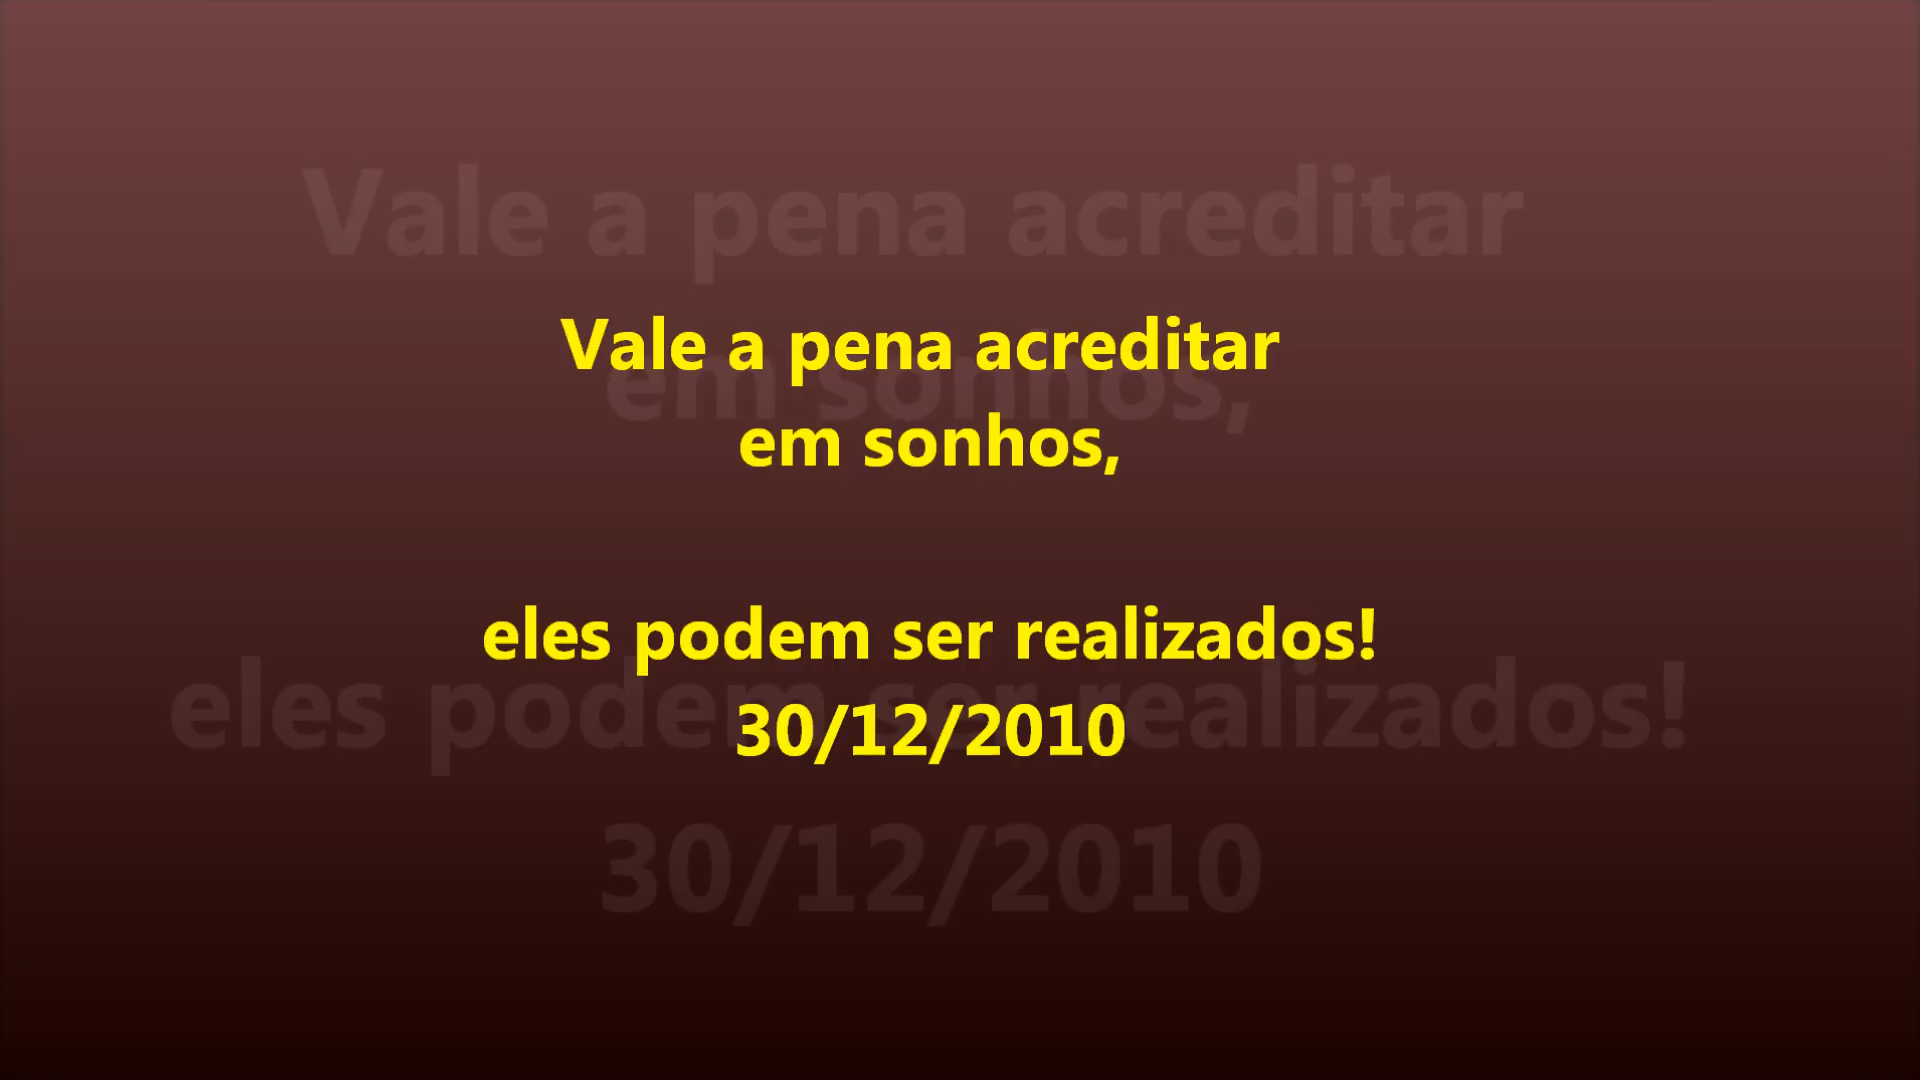 Vale a pena acreditar
em sonhos,
eles podem ser realizados!
30/12/2010